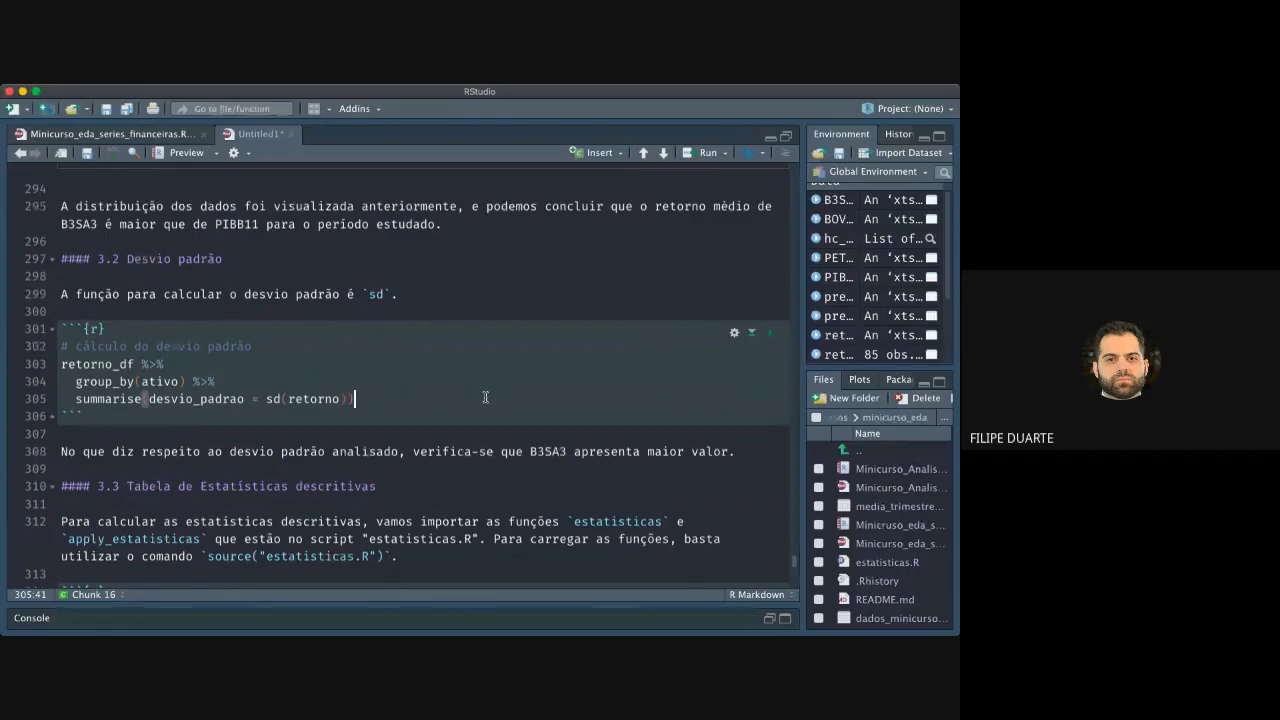 RStudio
Go to file/function
Addins
Project: (None)
Minicurso_eda_series_financeiras.R...
Untitled1*
Preview
Insert
Run
294
295 A distribuição dos dados foi visualizada anteriormente, e podemos concluir que o retorno médio de
B3SA3 é maior que de PIBB11 para o período estudado.
296
297 #### 3.2 Desvio padrão
298
299 A função para calcular o desvio padrão é `sd`.
300
301 ```{r}
302 # cálculo do desvio padrão
303 retorno_df %>%
304 group_by(ativo) %>%
305 summarise(desvio_padrao = sd(retorno))
306 ```
307
308 No que diz respeito ao desvio padrão analisado, verifica-se que B3SA3 apresenta maior valor.
309
310 #### 3.3 Tabela de Estatísticas descritivas
311
312 Para calcular as estatísticas descritivas, vamos importar as funções `estatisticas` e
`apply_estatisticas` que estão no script "estatisticas.R". Para carregar as funções, basta
utilizar o comando `source("estatisticas.R")`.
313
305:41
Chunk 16
R Markdown
Console
Environment
Histor
Import Dataset
Global Environment
Data
B3S... An ‘xts...
BOV... An ‘xts...
hc_... List of...
PET... An ‘xts...
PIB... An ‘xts...
pre... An ‘xts...
pre... An ‘xts...
ret... An ‘xts...
ret... 85 obs.
Files
Plots
Packa
New Folder
Delete
minicurso_eda
...
Name
..
Minicurso_Analis...
Minicurso_Analis...
media_trimestre...
Minicruso_eda_s...
Minicurso_eda_s...
estatisticas.R
.Rhistory
README.md
dados_minicurso...
FILIPE DUARTE